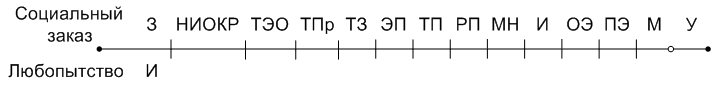 Социальный заказ
З НИОКР ТЭО ТПр ТЗ ЭП ТП РП МН И ОЭ ПЭ М У
Любопытство И